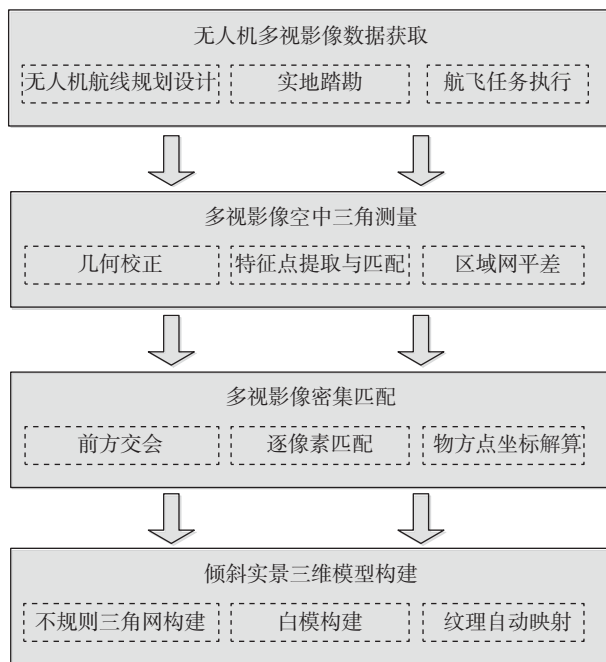 无人机多视影像数据获取
无人机航线规划设计 实地踏勘 航飞任务执行
多视影像空中三角测量
几何校正 特征点提取与匹配 区域网平差
多视影像密集匹配
前方交会 逐像素匹配 物方点坐标解算
倾斜实景三维模型构建
不规则三角网构建 白模构建 纹理自动映射